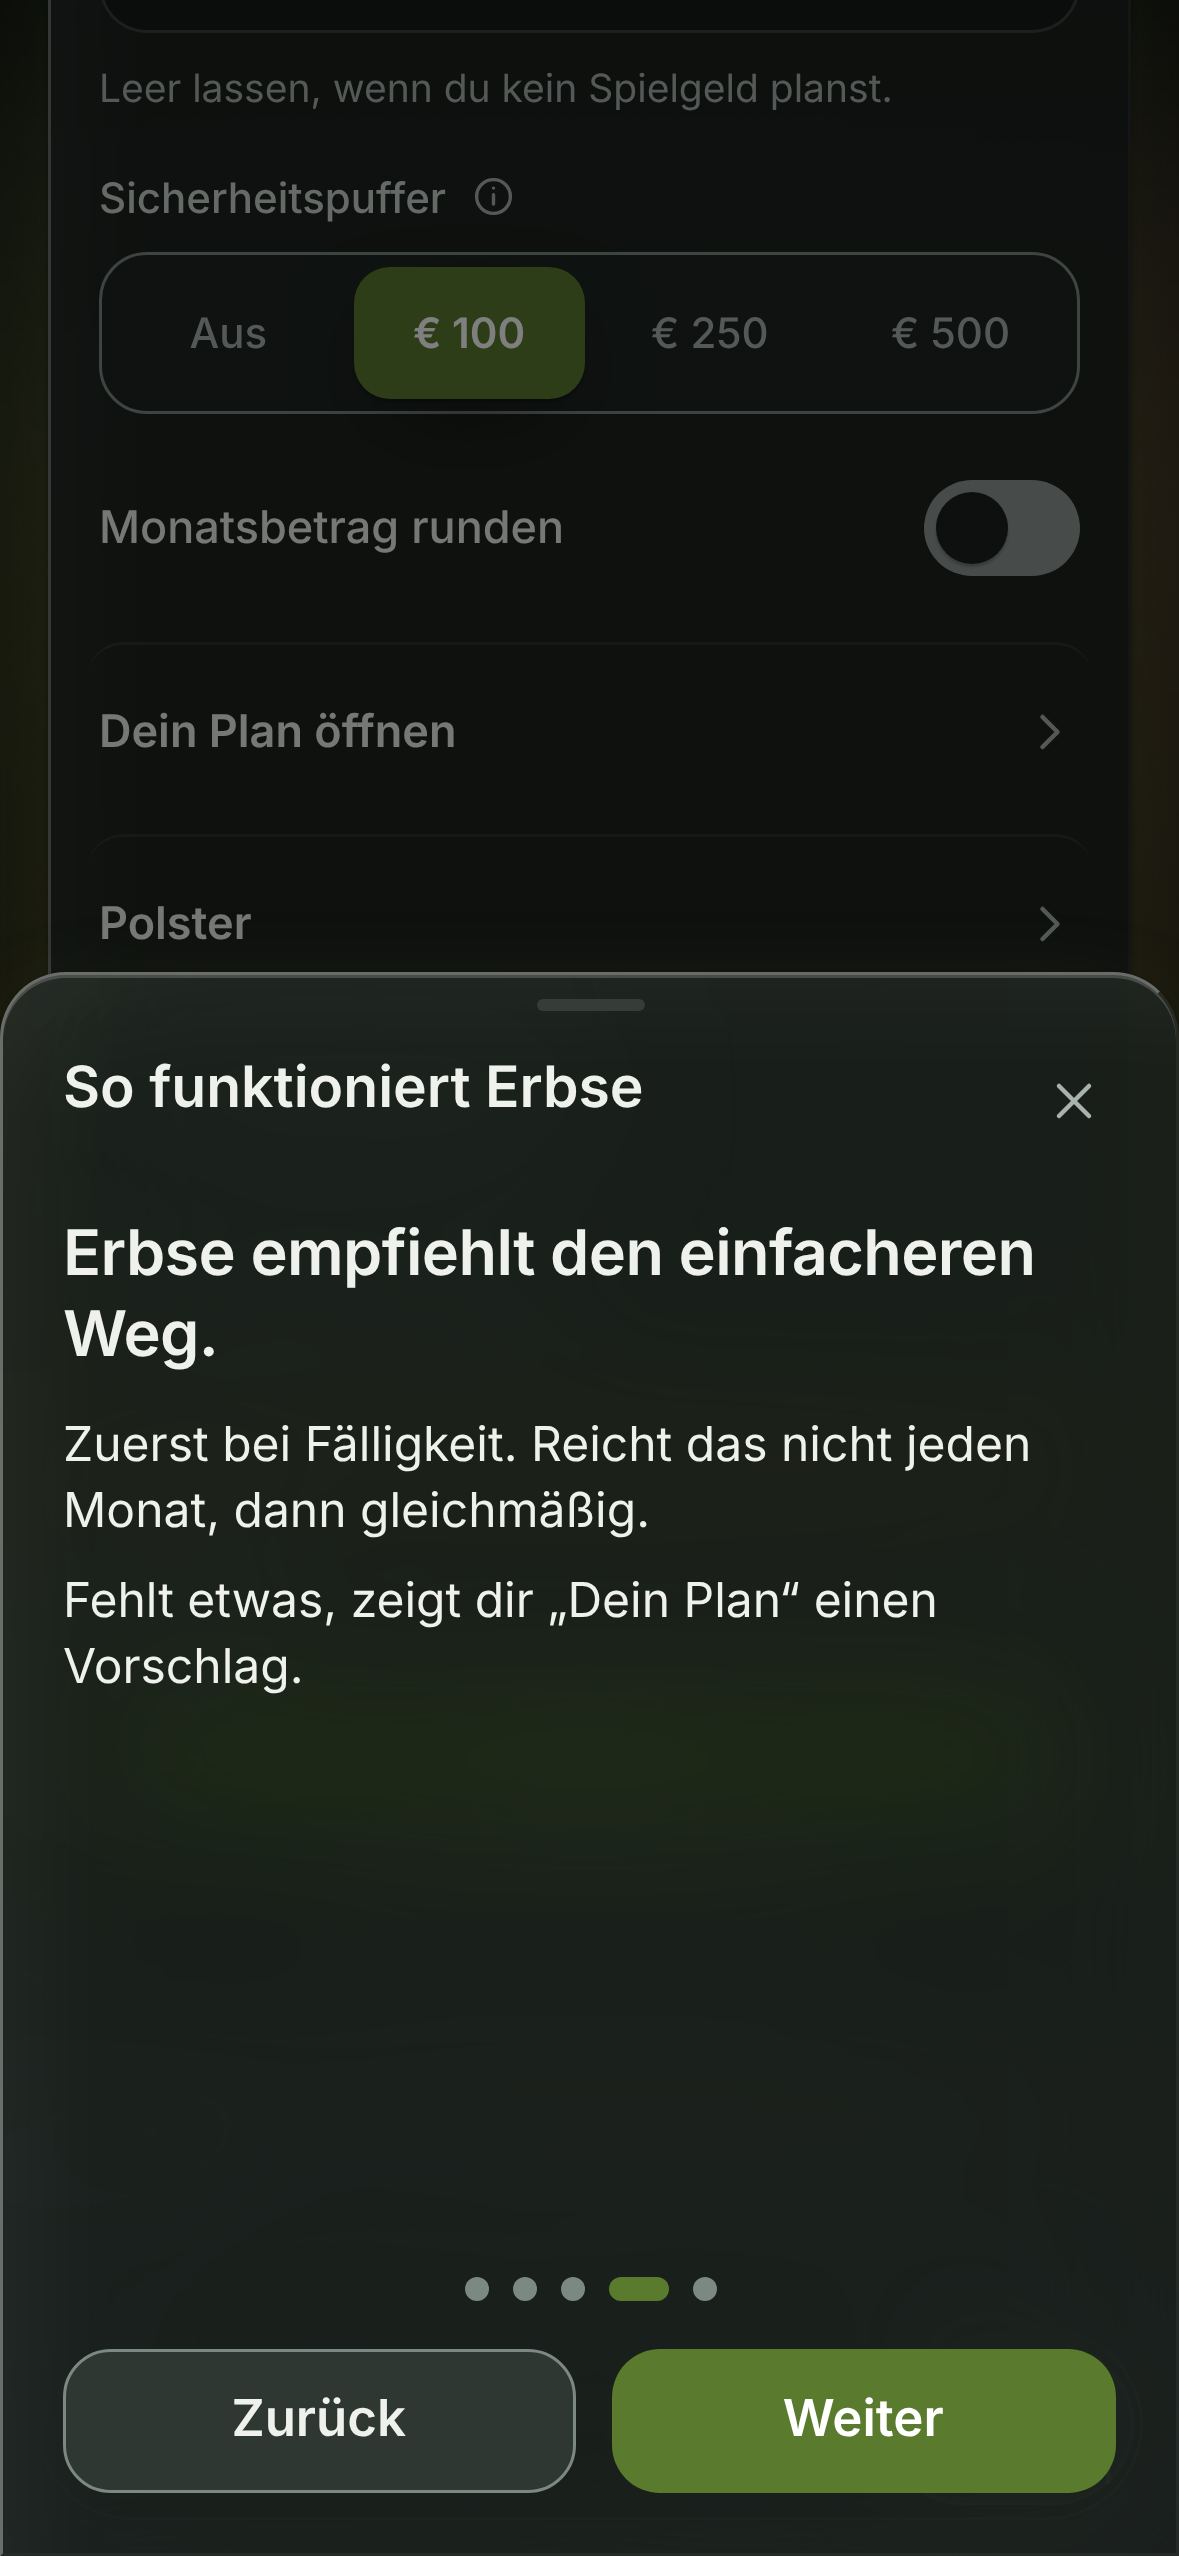 Leer lassen, wenn du kein Spielgeld planst.
Sicherheitspuffer
Aus
€ 100
€ 250
€ 500
Monatsbetrag runden
Dein Plan öffnen
Polster
So funktioniert Erbse
Erbse empfiehlt den einfacheren
Weg.
Zuerst bei Fälligkeit. Reicht das nicht jeden
Monat, dann gleichmäßig.
Fehlt etwas, zeigt dir „Dein Plan“ einen
Vorschlag.
Zurück
Weiter